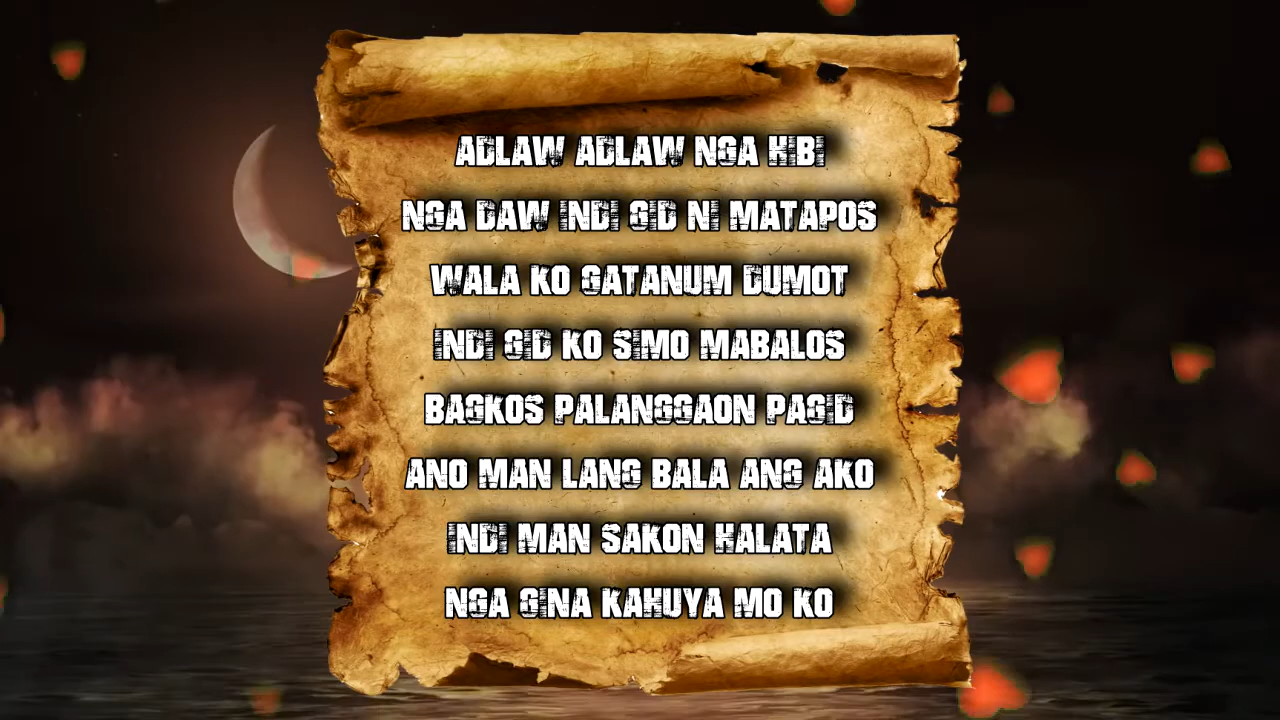 ADLAW ADLAW NGA HIBI
NGA DAW INDI GID NI MATAPOS
WALA KO GATANUM DUMOT
INDI GID KO SIMO MABALOS
BAGKOS PALANGGAON PAGID
ANO MAN LANG BALA ANG AKO
INDI MAN SAKON HALATA
NGA GINA KAHUYA MO KO